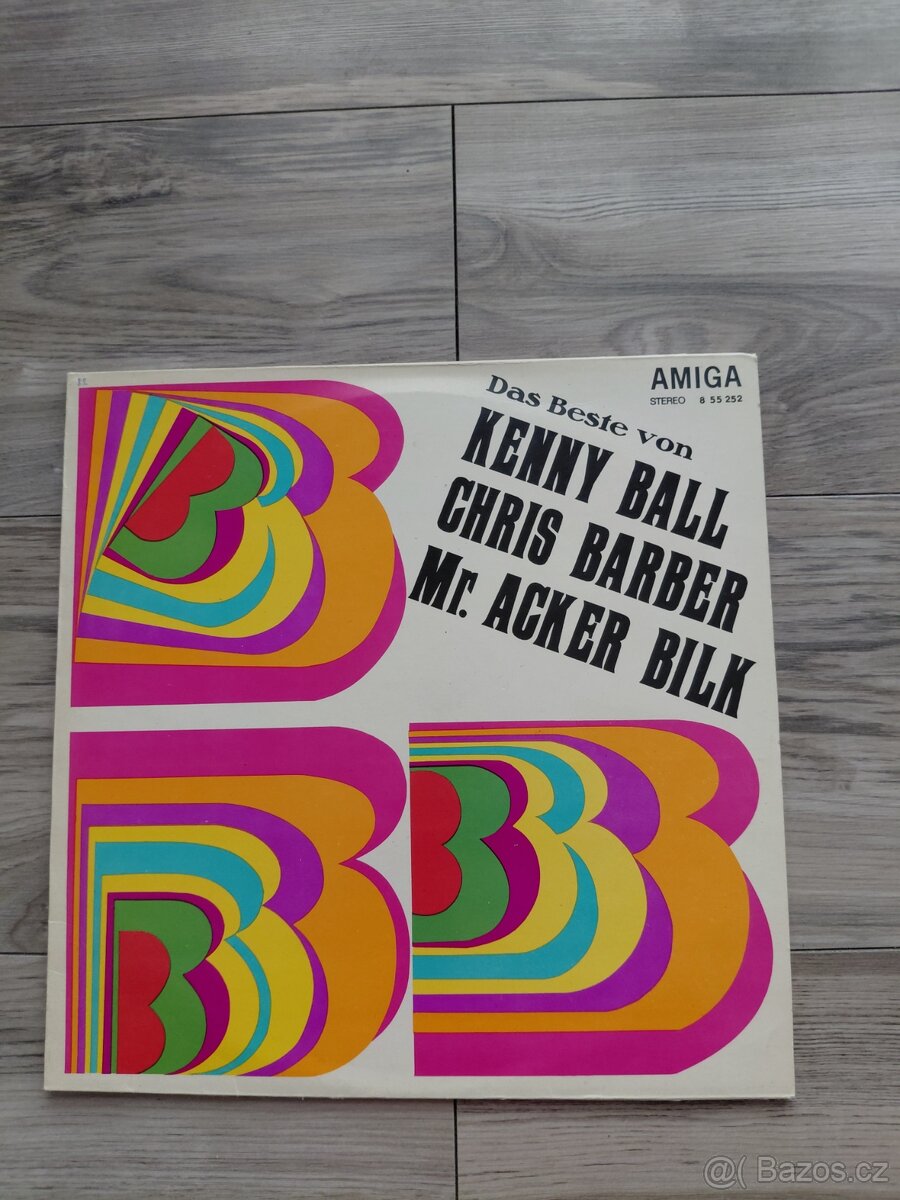 AMIGA
STEREO 8 55 252
Das Beste von
KENNY BALL
CHRIS BARBER
Mr. ACKER BILK
@( Bazos.cz